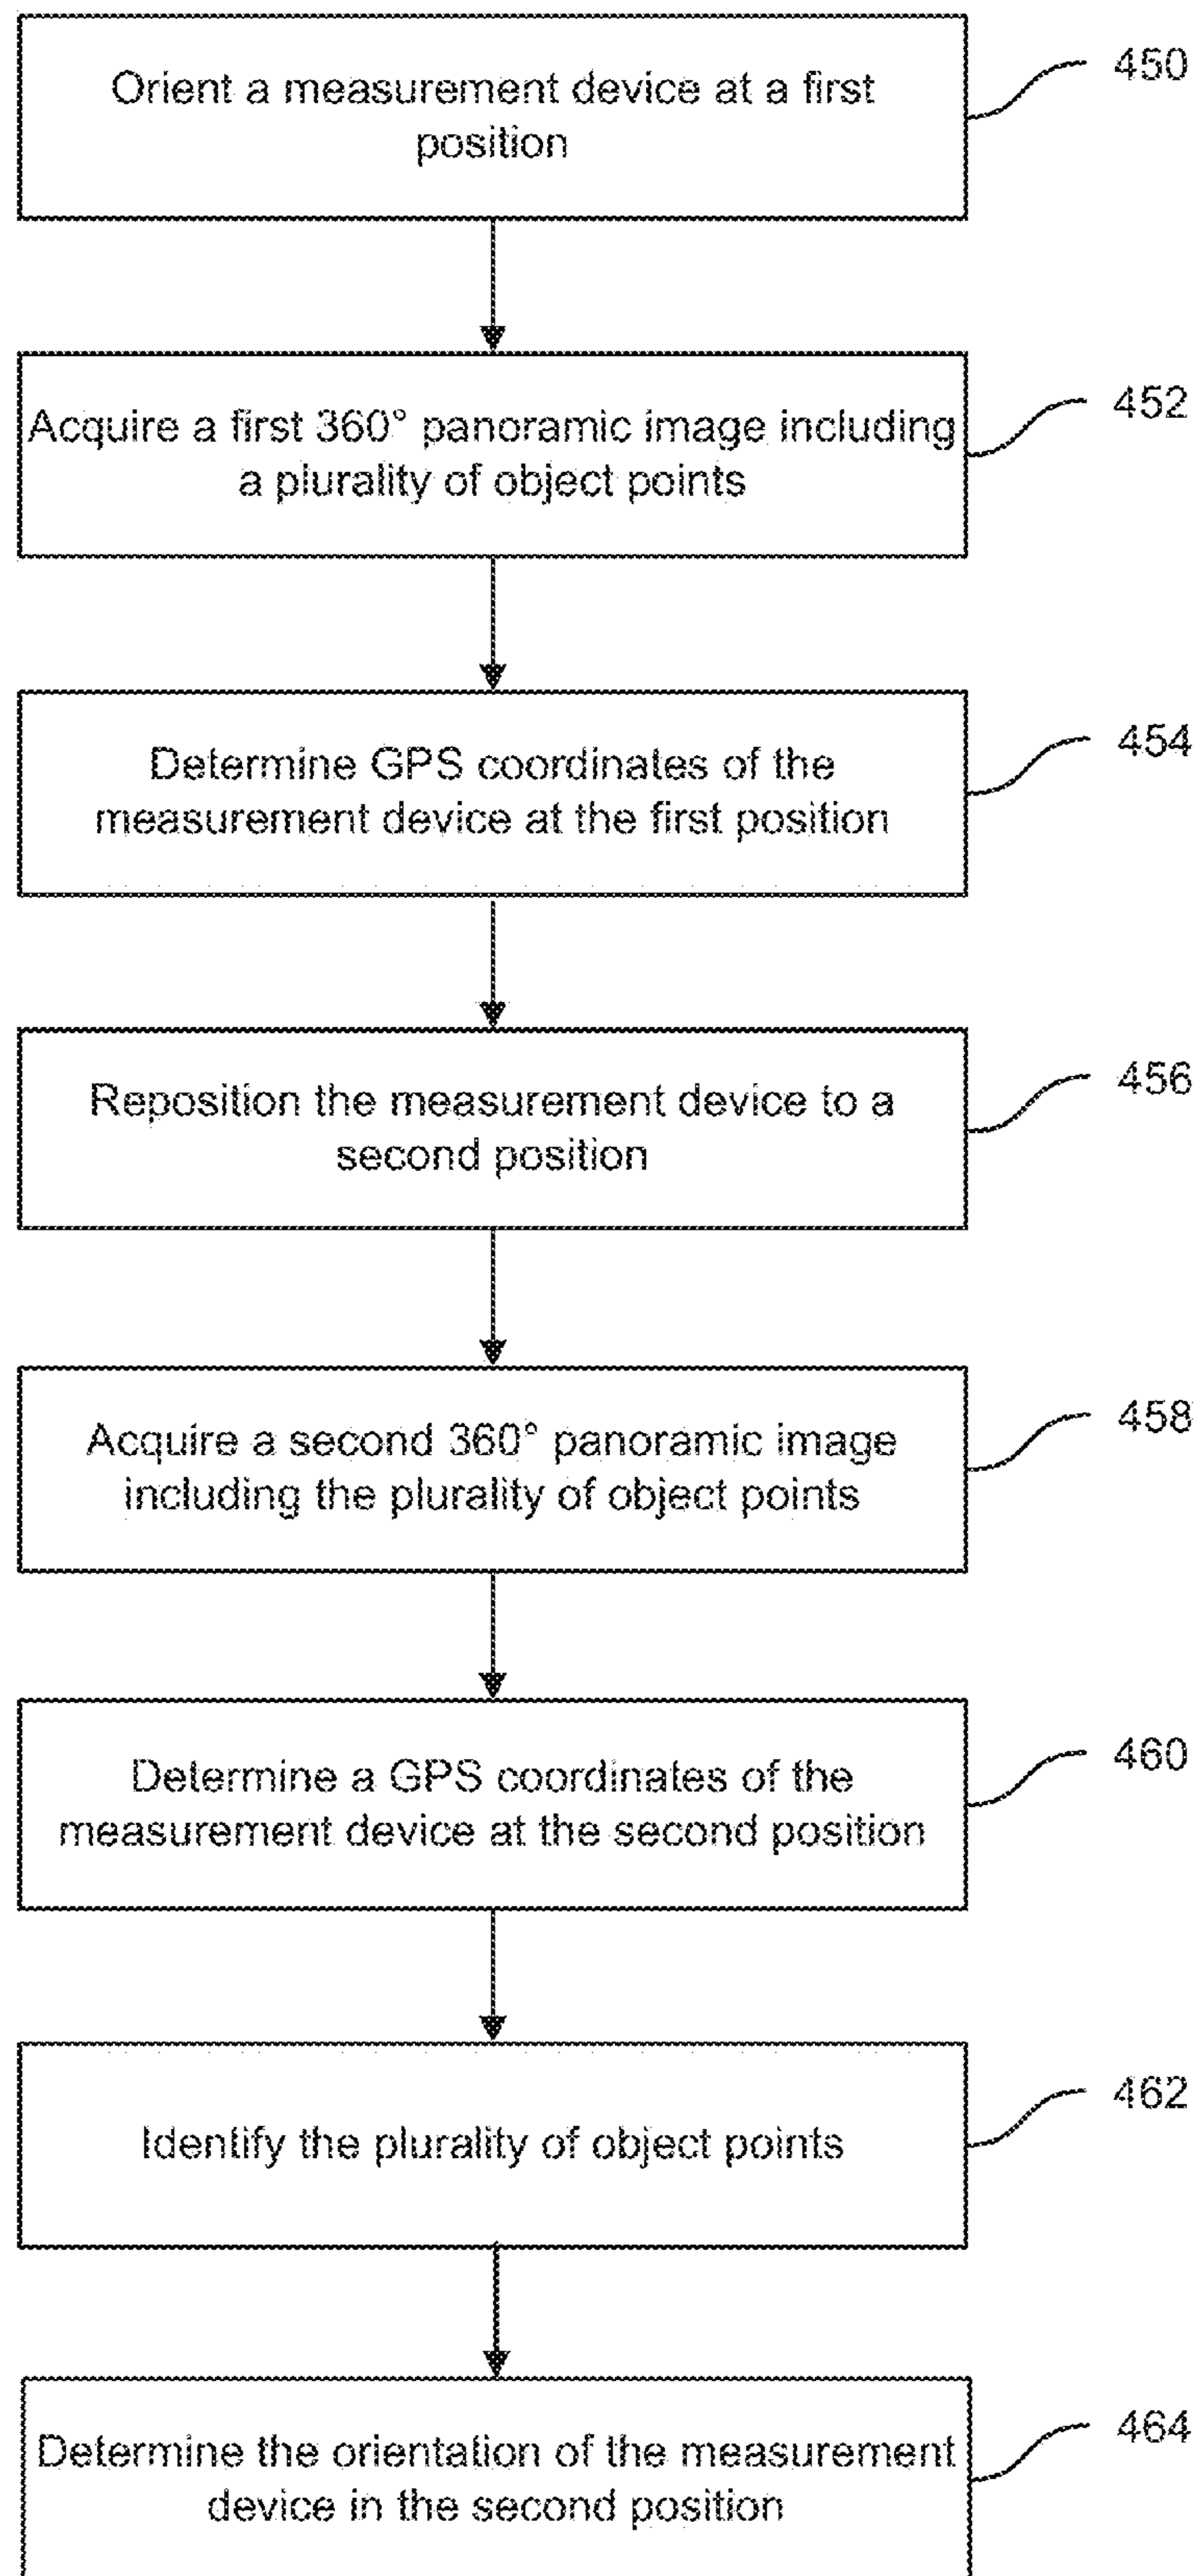 Orient a measurement device at a first
position
450
Acquire a first 360° panoramic image including
a plurality of object points
452
Determine GPS coordinates of the
measurement device at the first position
454
Reposition the measurement device to a
second position
456
Acquire a second 360° panoramic image
including the plurality of object points
458
Determine a GPS coordinates of the
measurement device at the second position
460
Identify the plurality of object points
462
Determine the orientation of the measurement
device in the second position
464